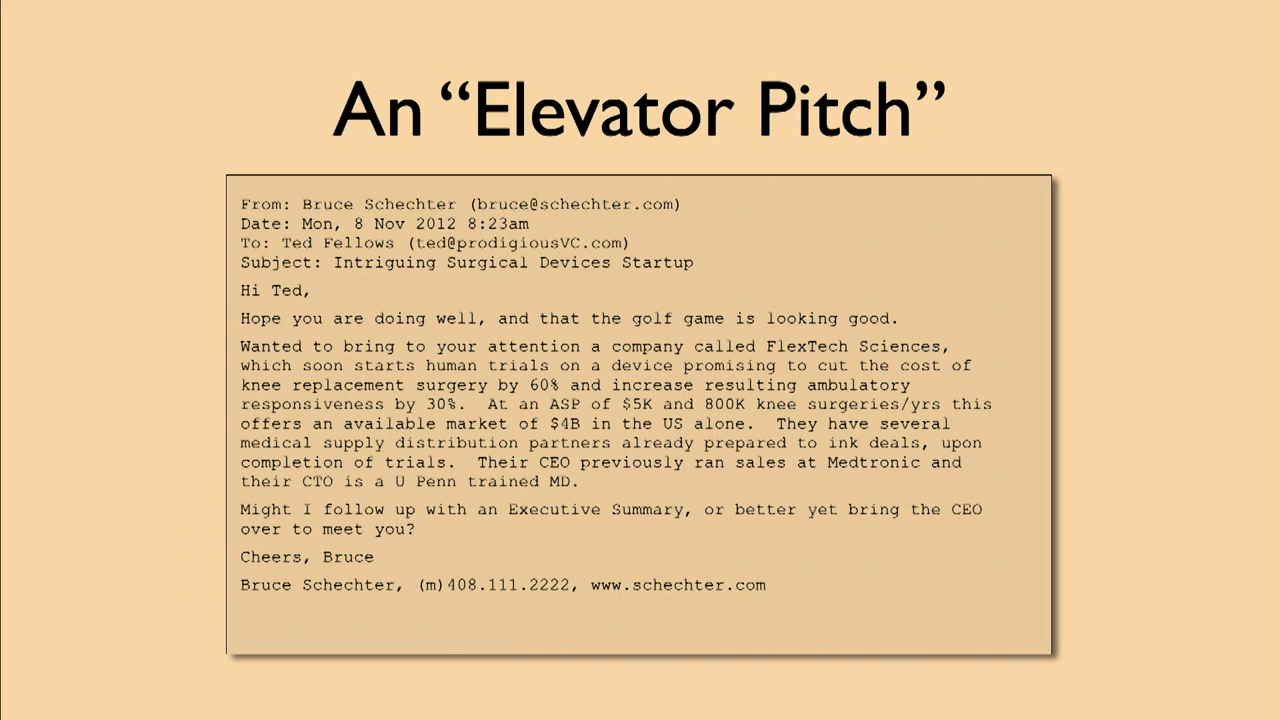 An “Elevator Pitch”
From: Bruce Schechter (bruce@schechter.com)
Date: Mon, 8 Nov 2012 8:23am
To: Ted Fellows (ted@prodigiousVC.com)
Subject: Intriguing Surgical Devices Startup
Hi Ted,
Hope you are doing well, and that the golf game is looking good.
Wanted to bring to your attention a company called FlexTech Sciences,
which soon starts human trials on a device promising to cut the cost of
knee replacement surgery by 60% and increase resulting ambulatory
responsiveness by 30%.  At an ASP of $5K and 800K knee surgeries/yrs this
offers an available market of $4B in the US alone.  They have several
medical supply distribution partners already prepared to ink deals, upon
completion of trials.  Their CEO previously ran sales at Medtronic and
their CTO is a U Penn trained MD.
Might I follow up with an Executive Summary, or better yet bring the CEO
over to meet you?
Cheers, Bruce
Bruce Schechter, (m)408.111.2222, www.schechter.com